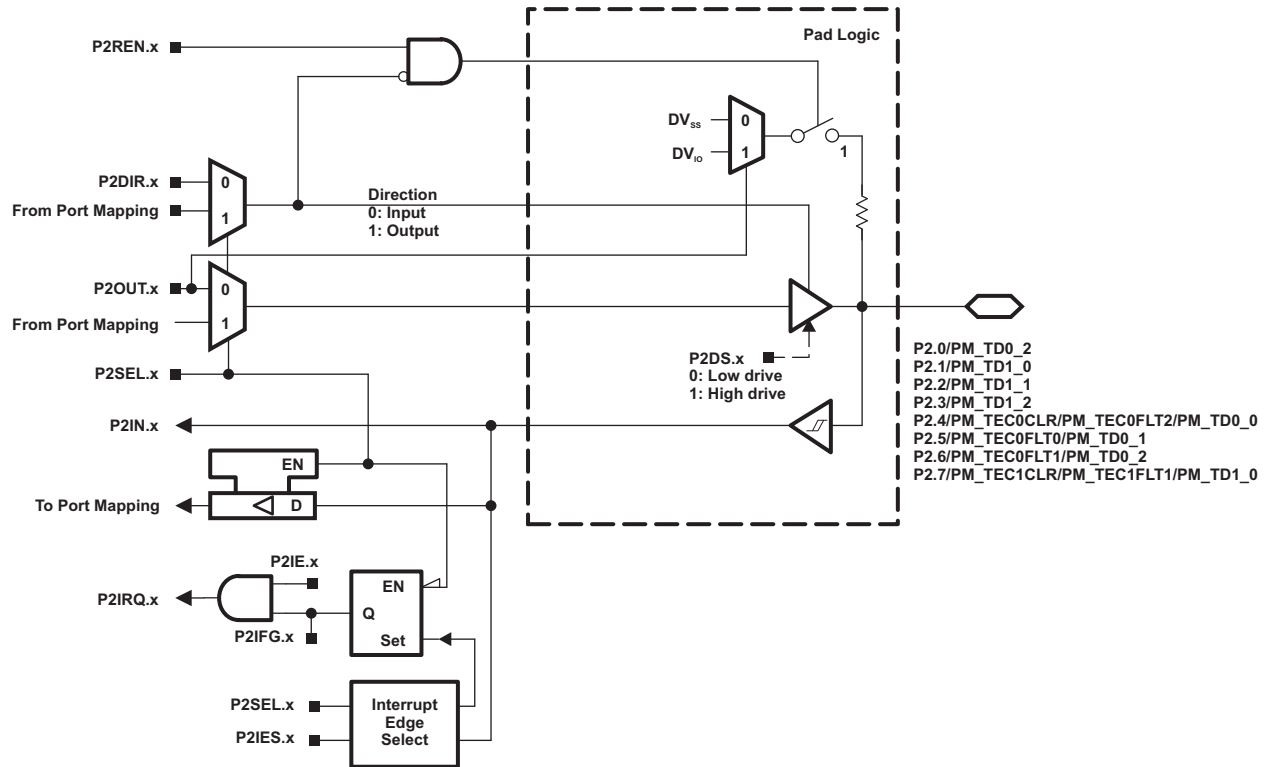 Pad Logic
P2REN.x
DVSS
0
DVIO
1
1
P2DIR.x
0
From Port Mapping
1
Direction
0: Input
1: Output
P2OUT.x
0
From Port Mapping
1
P2SEL.x
P2DS.x
0: Low drive
1: High drive
P2.0/PM_TD0_2
P2.1/PM_TD1_0
P2.2/PM_TD1_1
P2.3/PM_TD1_2
P2.4/PM_TEC0CLR/PM_TEC0FLT2/PM_TD0_0
P2.5/PM_TEC0FLT0/PM_TD0_1
P2.6/PM_TEC0FLT1/PM_TD0_2
P2.7/PM_TEC1CLR/PM_TEC1FLT1/PM_TD1_0
P2IN.x
EN
To Port Mapping
D
P2IE.x
P2IRQ.x
P2IFG.x
EN
Q
Set
P2SEL.x
P2IES.x
Interrupt
Edge
Select